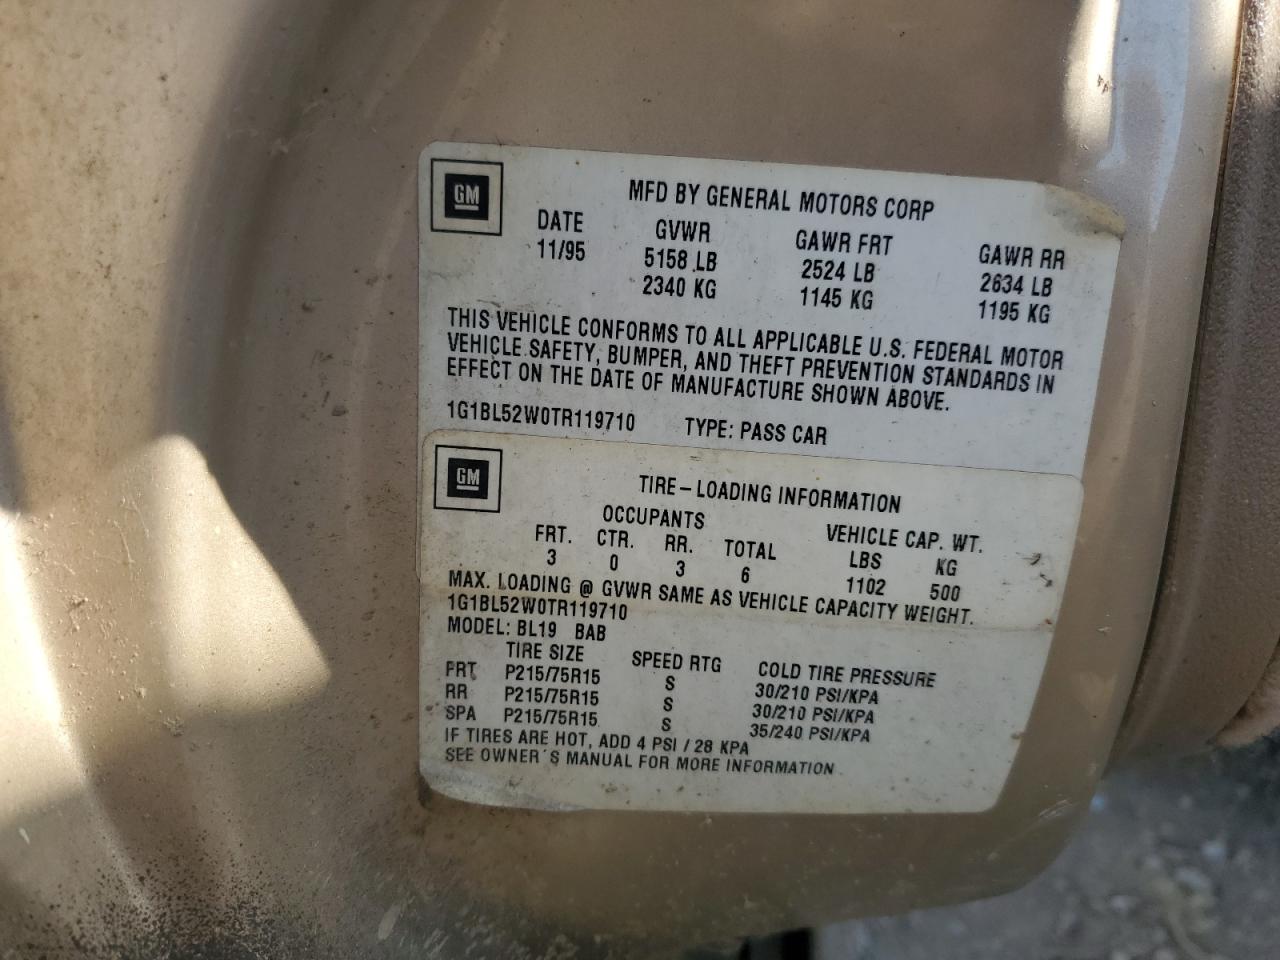 GM
MFD BY GENERAL MOTORS CORP
DATE GVWR GAWR FRT GAWR RR
11/95 5158 LB 2524 LB 2634 LB
2340 KG 1145 KG 1195 KG
THIS VEHICLE CONFORMS TO ALL APPLICABLE U.S. FEDERAL MOTOR
VEHICLE SAFETY, BUMPER, AND THEFT PREVENTION STANDARDS IN
EFFECT ON THE DATE OF MANUFACTURE SHOWN ABOVE.
1G1BL52W0TR119710 TYPE: PASS CAR
GM
TIRE-LOADING INFORMATION
OCCUPANTS VEHICLE CAP. WT.
FRT. CTR. RR. TOTAL LBS KG
3 0 3 6 1102 500
MAX. LOADING @ GVWR SAME AS VEHICLE CAPACITY WEIGHT.
1G1BL52W0TR119710
MODEL: BL19 BAB
TIRE SIZE SPEED RTG COLD TIRE PRESSURE
FRT P215/75R15 S 30/210 PSI/KPA
RR P215/75R15 S 30/210 PSI/KPA
SPA P215/75R15 S 35/240 PSI/KPA
IF TIRES ARE HOT, ADD 4 PSI / 28 KPA
SEE OWNER'S MANUAL FOR MORE INFORMATION